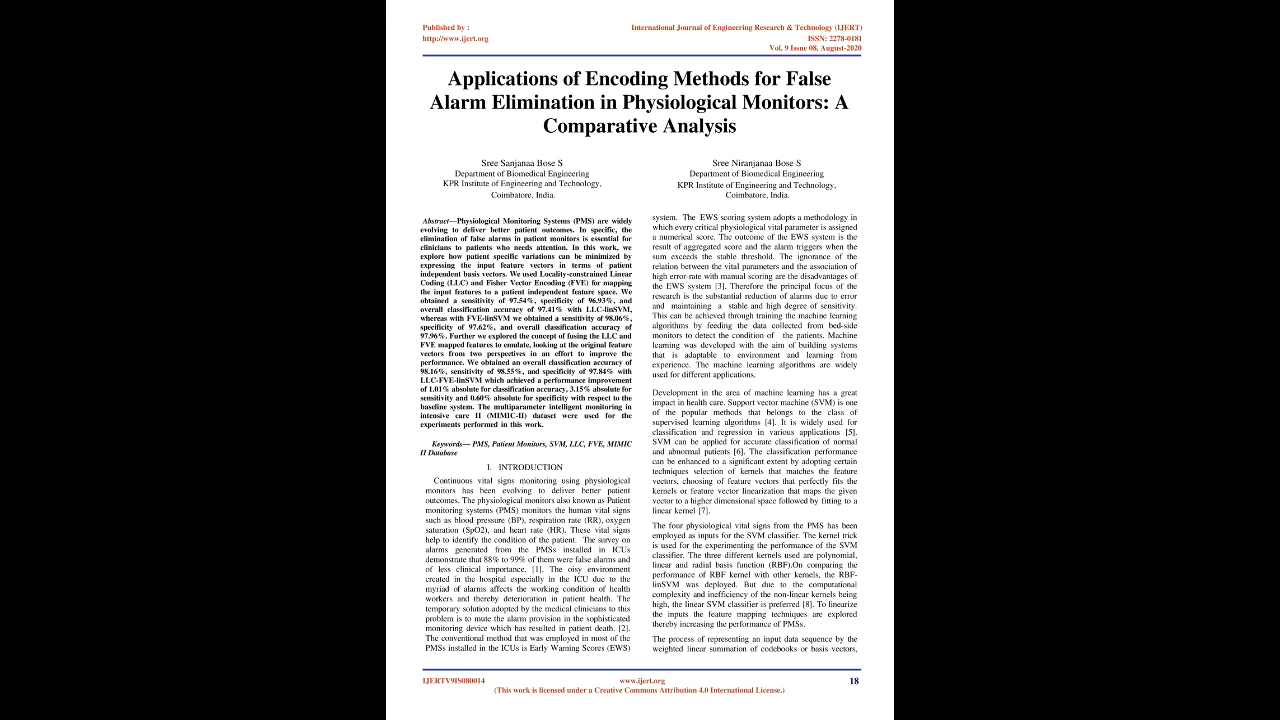 Published by :
http://www.ijert.org
International Journal of Engineering Research & Technology (IJERT)
ISSN: 2278-0181
Vol. 9 Issue 08, August-2020
Applications of Encoding Methods for False
Alarm Elimination in Physiological Monitors: A
Comparative Analysis
Sree Sanjanaa Bose S
Department of Biomedical Engineering
KPR Institute of Engineering and Technology,
Coimbatore, India.
Sree Niranjanaa Bose S
Department of Biomedical Engineering
KPR Institute of Engineering and Technology,
Coimbatore, India.
Abstract—Physiological Monitoring Systems (PMS) are widely
evolving to deliver better patient outcomes. In specific, the
elimination of false alarms in patient monitors is essential for
clinicians to patients who needs attention. In this work, we
explore how patient specific variations can be minimized by
expressing the input feature vectors in terms of patient
independent basis vectors. We used Locality-constrained Linear
Coding (LLC) and Fisher Vector Encoding (FVE) for mapping
the input features to a patient independent feature space. We
obtained a sensitivity of 97.54%, specificity of 96.93%, and
overall classification accuracy of 97.41% with LLC-linSVM,
whereas with FVE-linSVM we obtained a sensitivity of 98.06%,
specificity of 97.62%, and overall classification accuracy of
97.96%. Further we explored the concept of fusing the LLC and
FVE mapped features to emulate, looking at the original feature
vectors from two perspectives in an effort to improve the
performance. We obtained an overall classification accuracy of
98.16%, sensitivity of 98.55%, and specificity of 97.84% with
LLC-FVE-linSVM which achieved a performance improvement
of 1.01% absolute for classification accuracy, 3.15% absolute for
sensitivity and 0.60% absolute for specificity with respect to the
baseline system. The multiparameter intelligent monitoring in
intensive care II (MIMIC-II) dataset were used for the
experiments performed in this work.
Keywords— PMS, Patient Monitors, SVM, LLC, FVE, MIMIC
II Database
I. INTRODUCTION
Continuous vital signs monitoring using physiological
monitors has been evolving to deliver better patient
outcomes. The physiological monitors also known as Patient
monitoring systems (PMS) monitors the human vital signs
such as blood pressure (BP), respiration rate (RR), oxygen
saturation (SpO2), and heart rate (HR). These vital signs
help to identify the condition of the patient. The survey on
alarms generated from the PMSs installed in ICUs
demonstrate that 88% to 99% of them were false alarms and
of less clinical importance. [1]. The oisy environment
created in the hospital especially in the ICU due to the
myriad of alarms affects the working condition of health
workers and thereby deterioration in patient health. The
temporary solution adopted by the medical clinicians to this
problem is to mute the alarm provision in the sophisticated
monitoring device which has resulted in patient death. [2].
The conventional method that was employed in most of the
PMSs installed in the ICUs is Early Warning Scores (EWS)
system. The EWS scoring system adopts a methodology in
which every critical physiological vital parameter is assigned
a numerical score. The outcome of the EWS system is the
result of aggregated score and the alarm triggers when the
sum exceeds the stable threshold. The ignorance of the
relation between the vital parameters and the association of
high error-rate with manual scoring are the disadvantages of
the EWS system [3]. Therefore the principal focus of the
research is the substantial reduction of alarms due to error
and maintaining a stable and high degree of sensitivity.
This can be achieved through training the machine learning
algorithms by feeding the data collected from bed-side
monitors to detect the condition of the patients. Machine
learning was developed with the aim of building systems
that is adaptable to environment and learning from
experience. The machine learning algorithms are widely
used for different applications.
Development in the area of machine learning has a great
impact in health care. Support vector machine (SVM) is one
of the popular methods that belongs to the class of
supervised learning algorithms [4]. It is widely used for
classification and regression in various applications [5].
SVM can be applied for accurate classification of normal
and abnormal patients [6]. The classification performance
can be enhanced to a significant extent by adopting certain
techniques selection of kernels that matches the feature
vectors, choosing of feature vectors that perfectly fits the
kernels or feature vector linearization that maps the given
vector to a higher dimensional space followed by fitting to a
linear kernel [7].
The four physiological vital signs from the PMS has been
employed as inputs for the SVM classifier. The kernel trick
is used for the experimenting the performance of the SVM
classifier. The three different kernels used are polynomial,
linear and radial basis function (RBF).On comparing the
performance of RBF kernel with other kernels, the RBF-
linSVM was deployed. But due to the computational
complexity and inefficiency of the non-linear kernels being
high, the linear SVM classifier is preferred [8]. To linearize
the inputs the feature mapping techniques are explored
thereby increasing the performance of PMSs.
The process of representing an input data sequence by the
weighted linear summation of codebooks or basis vectors,
IJERTV9IS080014
www.ijert.org
18
(This work is licensed under a Creative Commons Attribution 4.0 International License.)